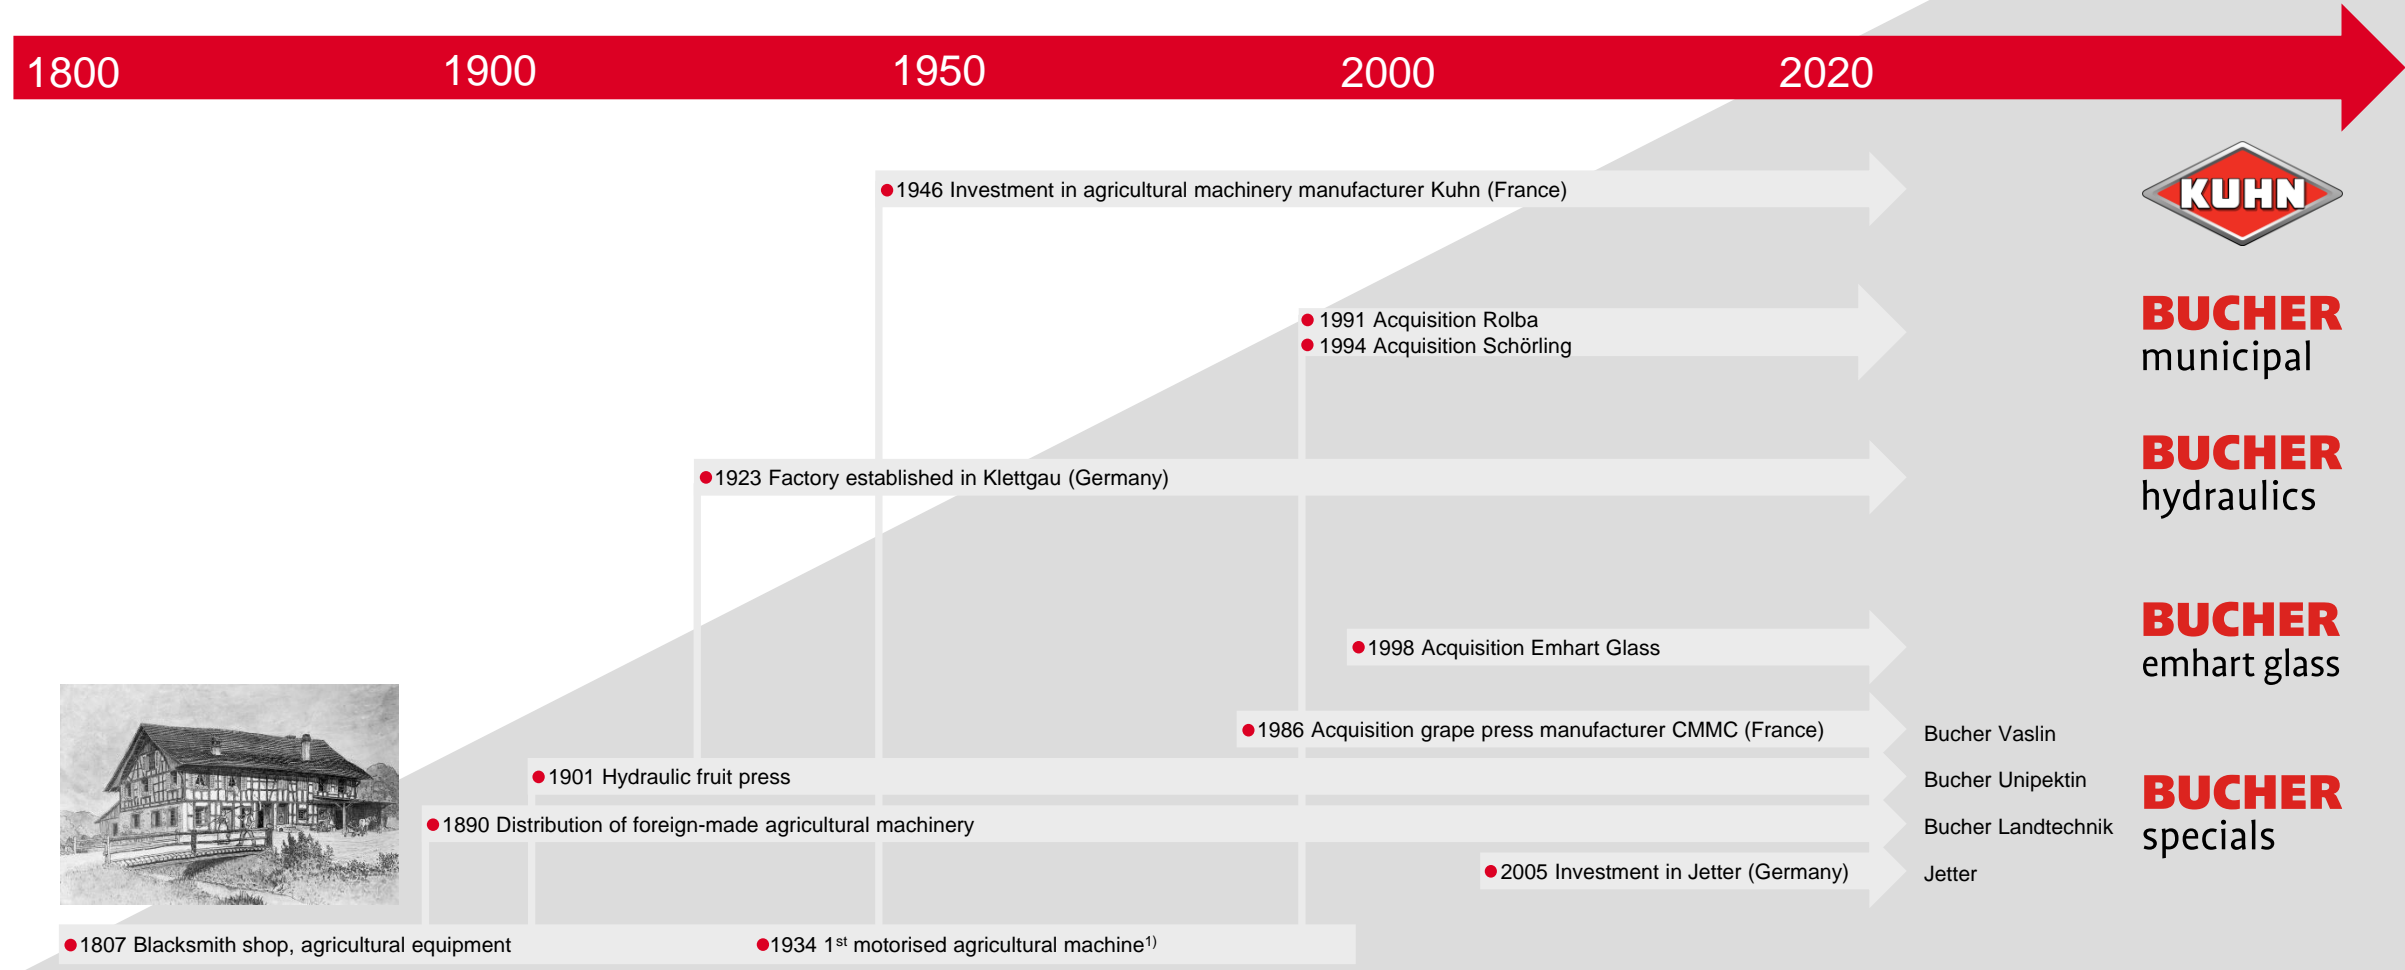 1800 1900 1950 2000 2020
1946 Investment in agricultural machinery manufacturer Kuhn (France)
KUHN
1991 Acquisition Rolba
1994 Acquisition Schörling
BUCHER
municipal
1923 Factory established in Klettgau (Germany)
BUCHER
hydraulics
1998 Acquisition Emhart Glass
BUCHER
emhart glass
1986 Acquisition grape press manufacturer CMMC (France)
Bucher Vaslin
1901 Hydraulic fruit press
Bucher Unipektin
1890 Distribution of foreign-made agricultural machinery
Bucher Landtechnik
2005 Investment in Jetter (Germany)
Jetter
BUCHER
specials
1807 Blacksmith shop, agricultural equipment
1934 1st motorised agricultural machine1)